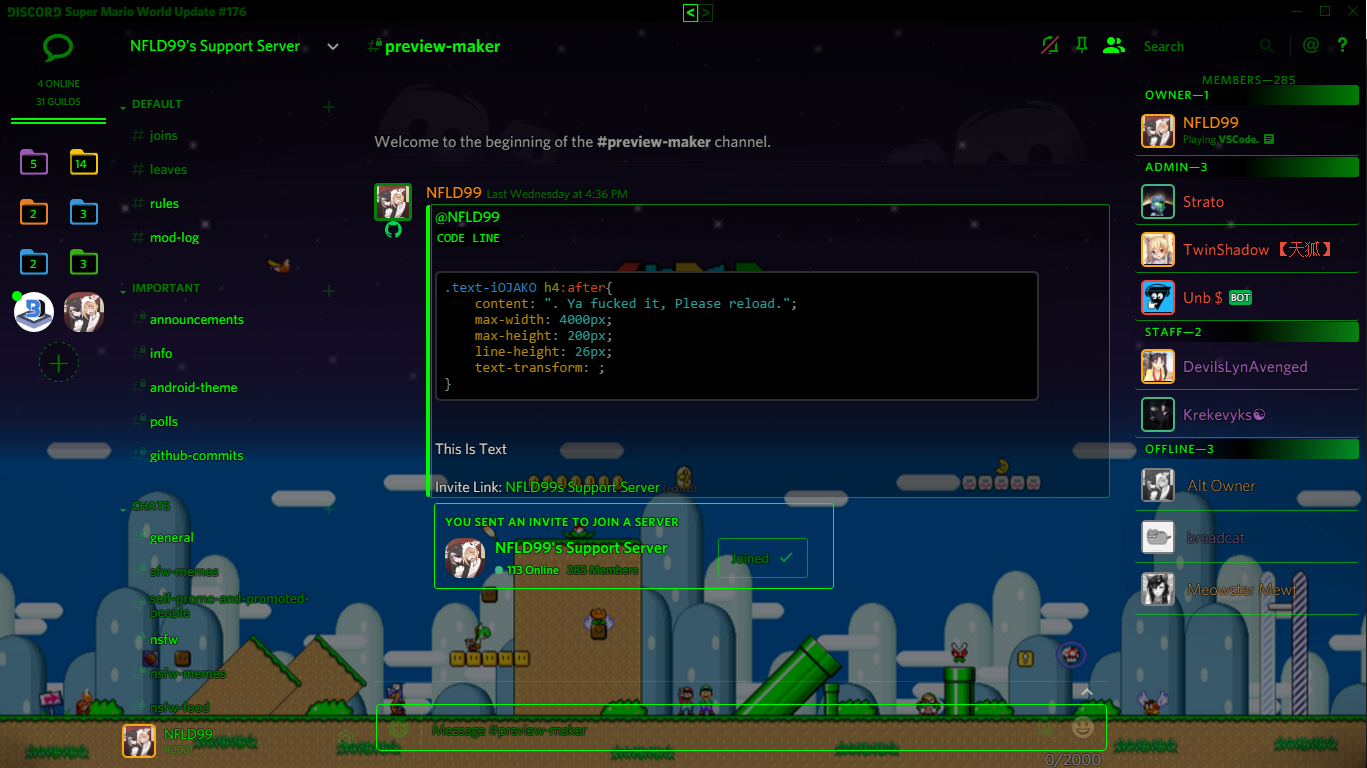 DISCORD Super Mario World Update #176
< >
4 ONLINE
31 GUILDS
5
14
2
3
2
3
NFLD99's Support Server
DEFAULT
joins
leaves
rules
mod-log
IMPORTANT
announcements
info
android-theme
polls
github-commits
CHATS
general
sfw-memes
self-promo-and-promoted-
people
nsfw
nsfw-memes
nsfw-food
NFLD99
#preview-maker
Search
@ ?
Welcome to the beginning of the #preview-maker channel.
NFLD99 Last Wednesday at 4:36 PM
@NFLD99
CODE LINE
.text-iOJAKO h4:after{
content: ". Ya fucked it, Please reload.";
max-width: 4000px;
max-height: 200px;
line-height: 26px;
text-transform: ;
}
This Is Text
Invite Link: NFLD99s Support Server (edited)
YOU SENT AN INVITE TO JOIN A SERVER
NFLD99's Support Server
113 Online 285 Members
Joined
Message #preview-maker
0/2000
MEMBERS—285
OWNER—1
NFLD99
Playing VSCode.
ADMIN—3
Strato
TwinShadow 【天狐】
Unb $ BOT
STAFF—2
DevilsLynAvenged
Krekevyks☯
OFFLINE—3
Alt Owner
breadcat
Meowster Mewt